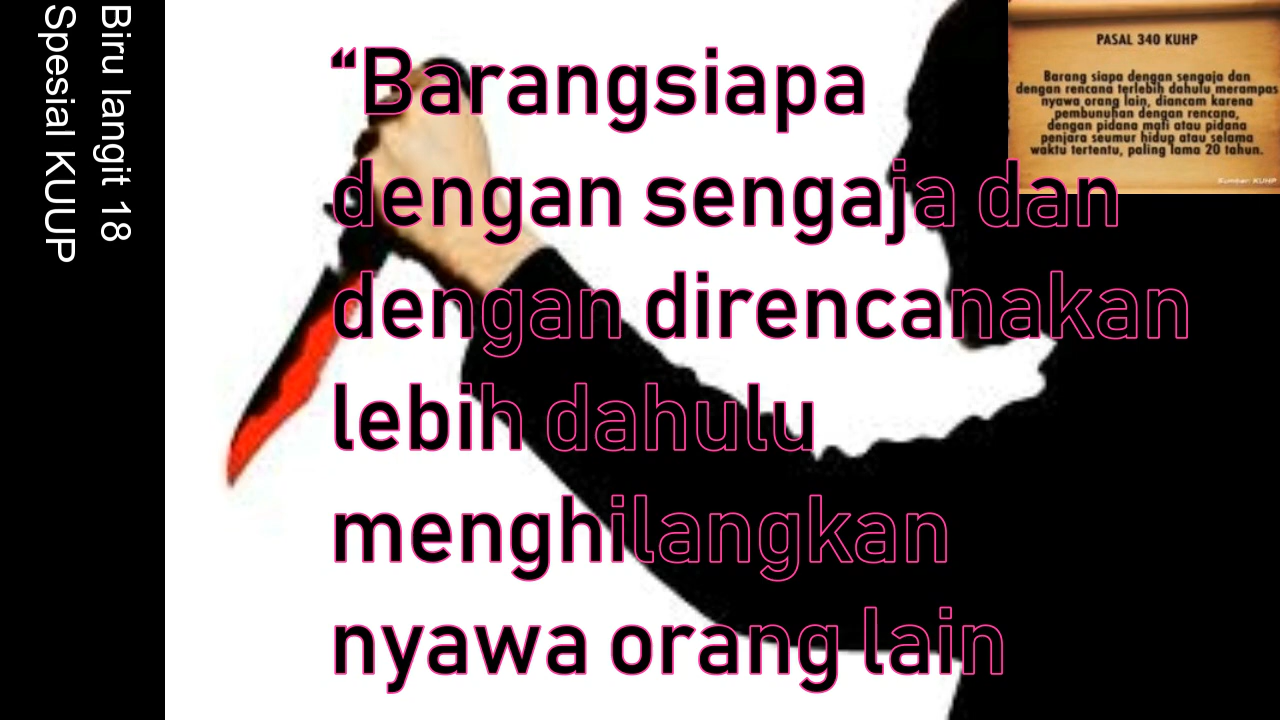 Biru langit 18
Spesial KUUP
“Barangsiapa
dengan sengaja dan
dengan direncanakan
lebih dahulu
menghilangkan
nyawa orang lain
PASAL 340 KUHP
Barang siapa dengan sengaja dan
dengan rencana terlebih dahulu merampas
nyawa orang lain, diancam karena
pembunuhan dengan rencana,
dengan pidana mati atau pidana
penjara seumur hidup atau selama
waktu tertentu, paling lama 20 tahun.
Sumber: KUHP